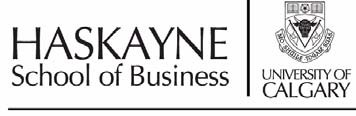 HASKAYNE
School of Business
UNIVERSITY OF
CALGARY